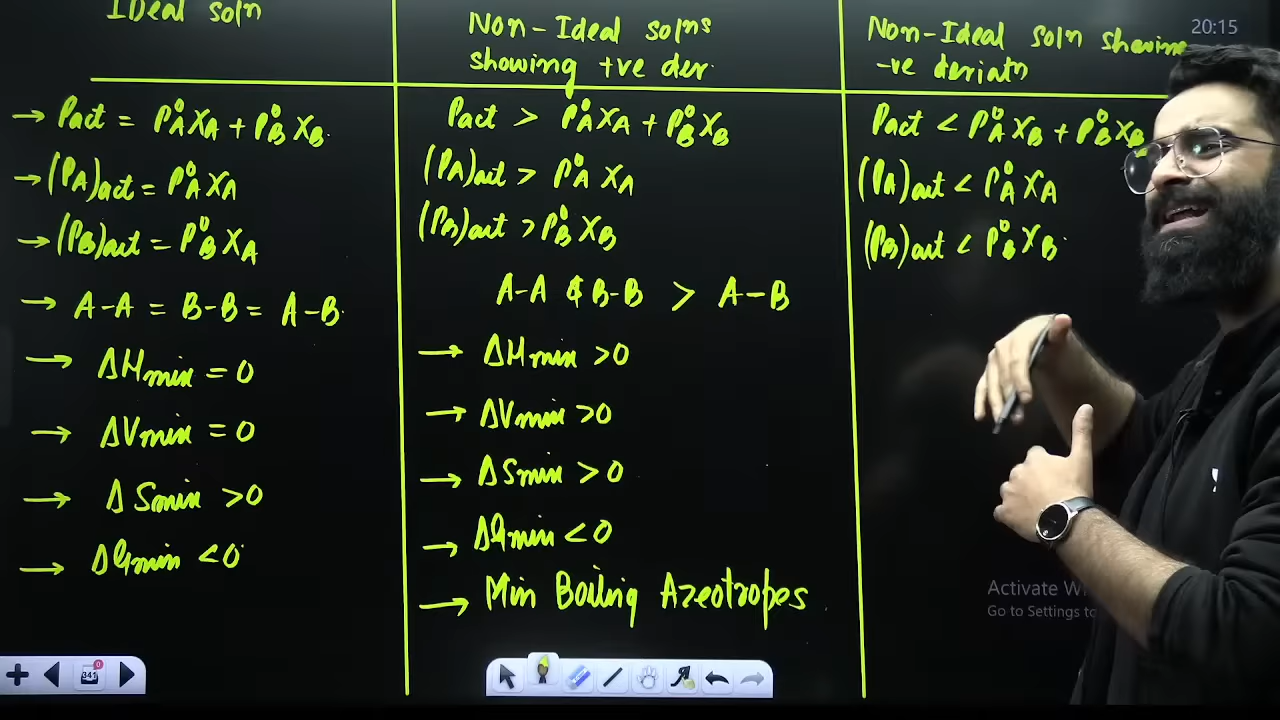 Ideal soln
→ Pact = P°A XA + P°B XB.
→ (PA)act = P°A XA
→ (PB)act = P°B XA
→ A-A = B-B = A-B.
→ ΔHmix = 0
→ ΔVmix = 0
→ ΔSmix >0
→ ΔGmix <0
Non-Ideal solns
showing +ve der.
Pact > P°A XA + P°B XB
(PA)act > P°A XA
(PB)act > P°B XB
A-A & B-B > A-B
→ ΔHmix >0
→ ΔVmix >0
→ ΔSmix >0
→ ΔGmix <0
→ Min Boiling Azeotropes
Non-Ideal soln showing
-ve deviatn
Pact < P°A XB + P°B XB
(PA)act < P°A XA
(PB)act < P°B XB.
20:15
Activate
Go to Settings to
341
0